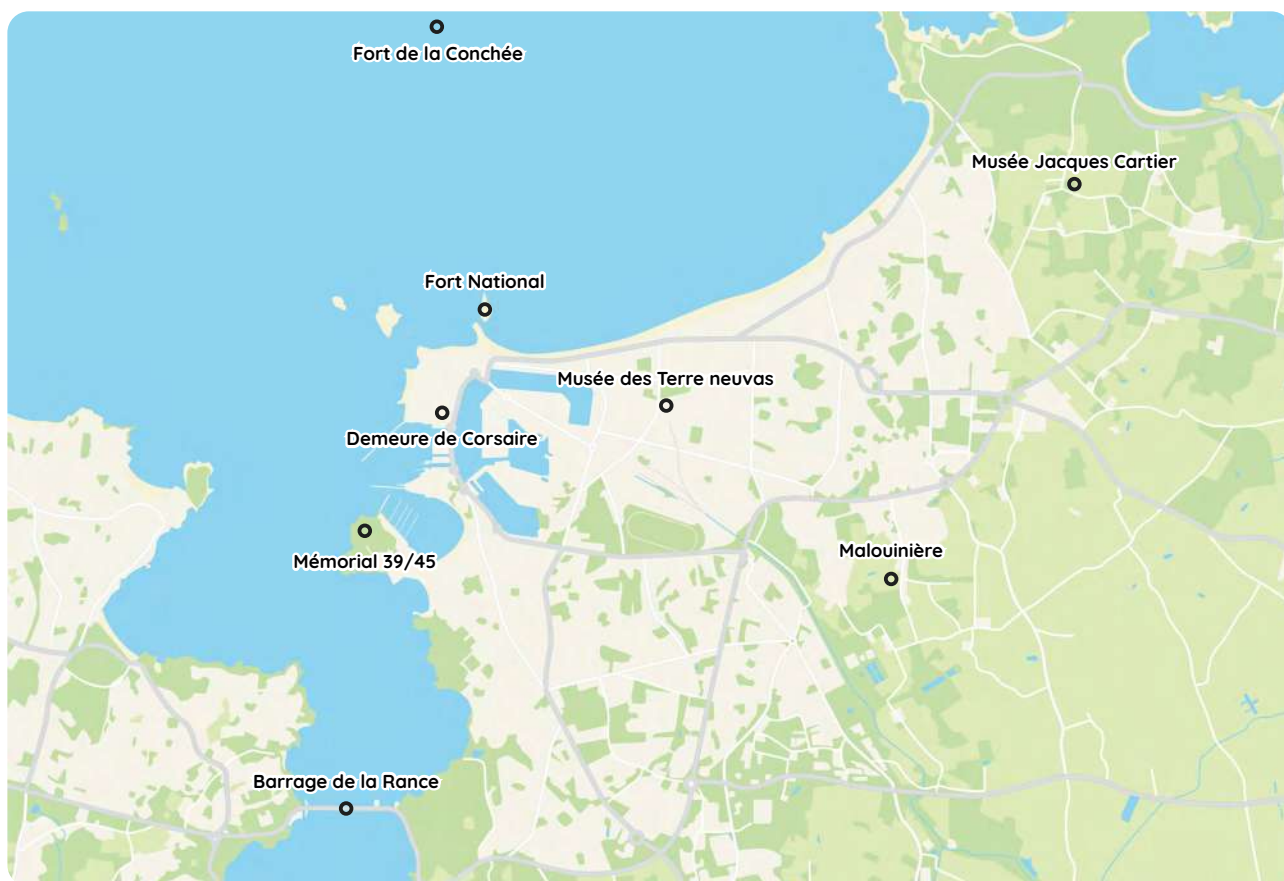 Fort de la Conchée
Musée Jacques Cartier
Fort National
Musée des Terre neuvas
Demeure de Corsaire
Malouinière
Mémorial 39/45
Barrage de la Rance